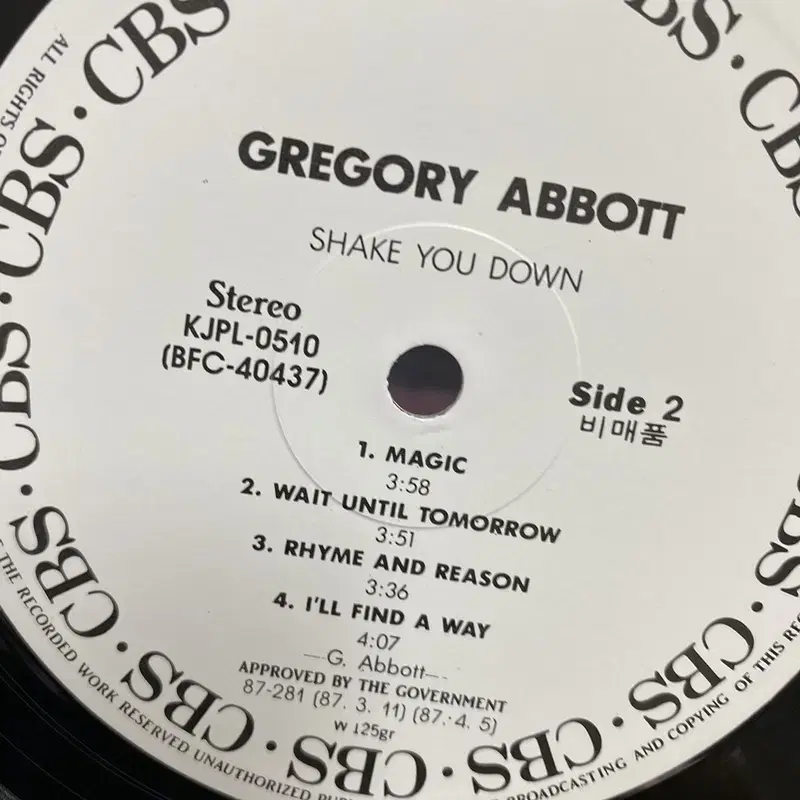 GREGORY ABBOTT
SHAKE YOU DOWN
Stereo
KJPL-0510
(BFC-40437)
Side 2
비매품
1. MAGIC
3:58
2. WAIT UNTIL TOMORROW
3:51
3. RHYME AND REASON
3:36
4. I'LL FIND A WAY
4:07
—G. Abbott—
APPROVED BY THE GOVERNMENT
87-281 (87. 3. 11) (87. 4. 5)
W 125gr
CBS · CBS · CBS · CBS · CBS · CBS · CBS · CBS · CBS
ALL RIGHTS
THE RECORDED WORK RESERVED UNAUTHORIZED
BROADCASTING AND COPYING OF THIS